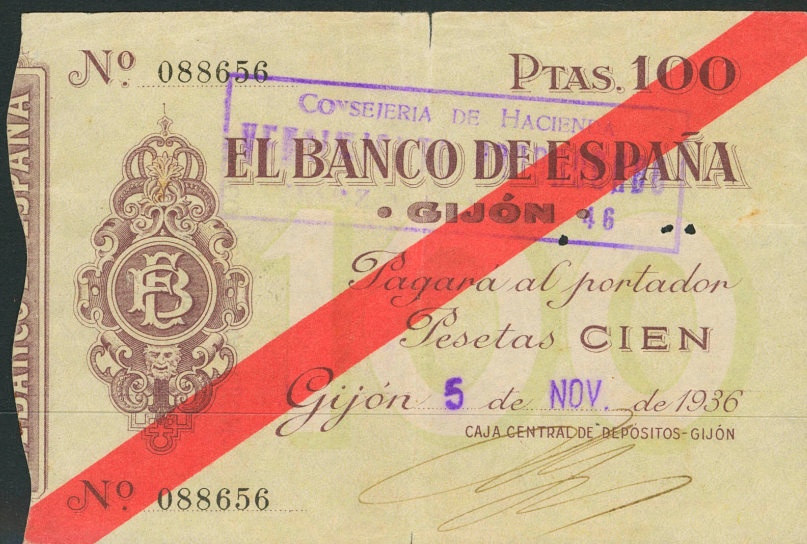 Nº 088656
PTAS. 100
CONSEJERIA DE HACIENDA
EL BANCO DE ESPAÑA
• GIJÓN •
46
Pagará al portador
Pesetas CIEN
Gijón 5 de NOV. de 1936
CAJA CENTRAL DE DEPÓSITOS-GIJÓN
Nº 088656
100